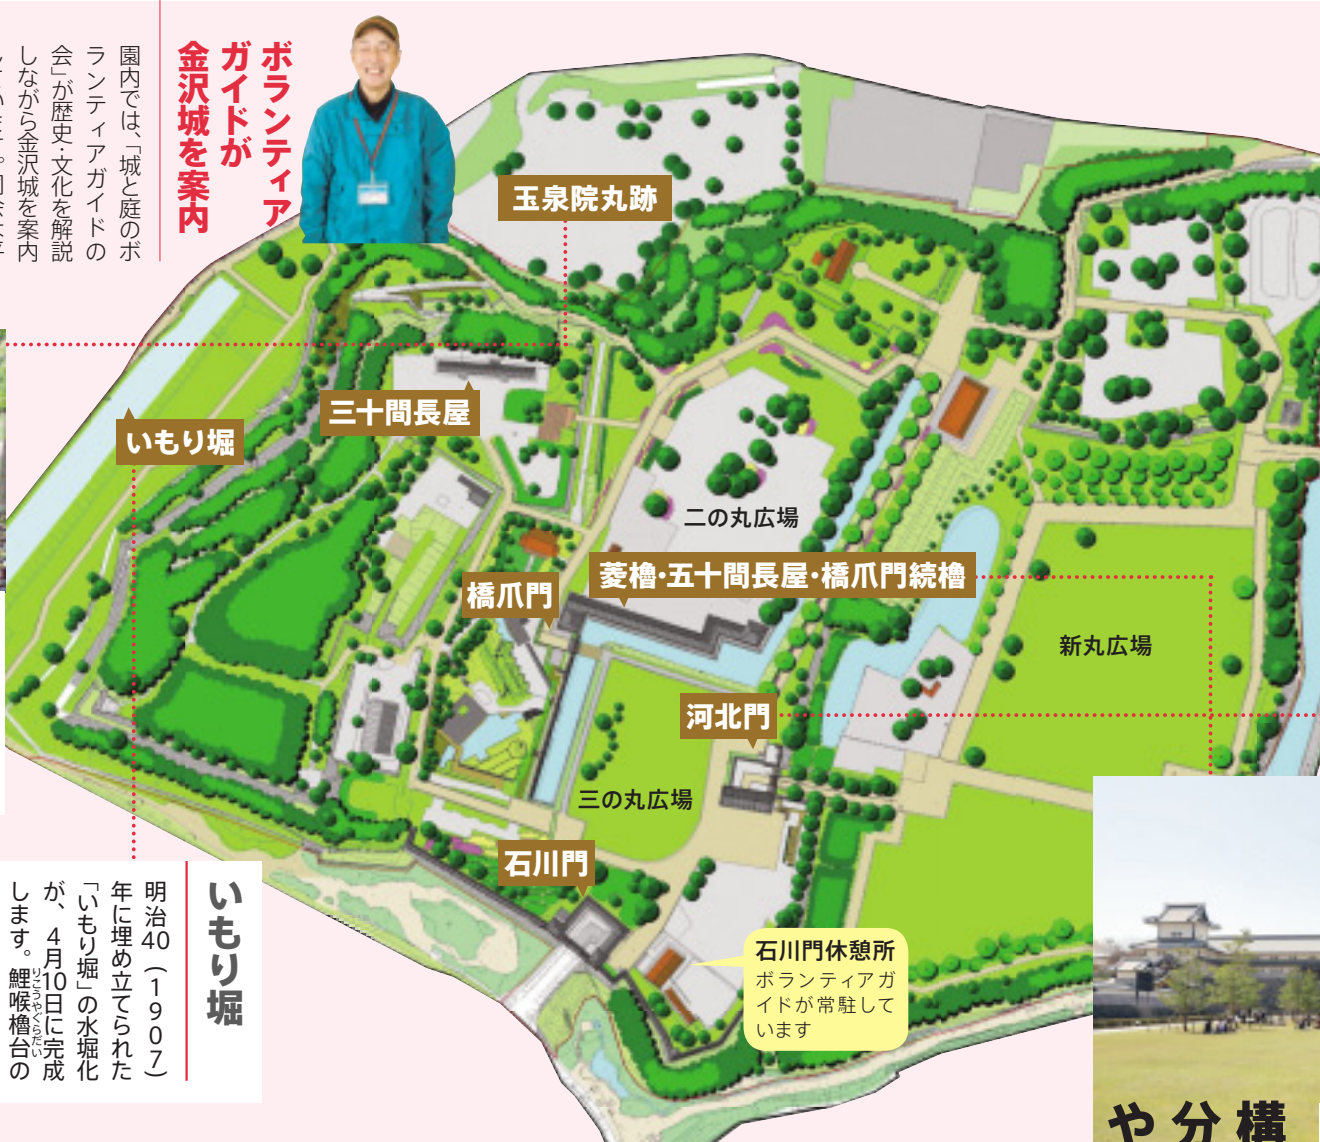 ボランティア
ガイドが
金沢城を案内
園内では、「城と庭のボ
ランティアガイドの
会」が歴史・文化を解説
しながら金沢城を案内
玉泉院丸跡
三十間長屋
いもり堀
二の丸広場
菱櫓・五十間長屋・橋爪門続櫓
橋爪門
新丸広場
河北門
三の丸広場
石川門
石川門休憩所
ボランティアガ
イドが常駐して
います
いもり堀
明治40(1907)
年に埋め立てられた
「いもり堀」の水堀化
が、4月10日に完成
します。鯉喉櫓台の
りこうやぐらだい
や分構